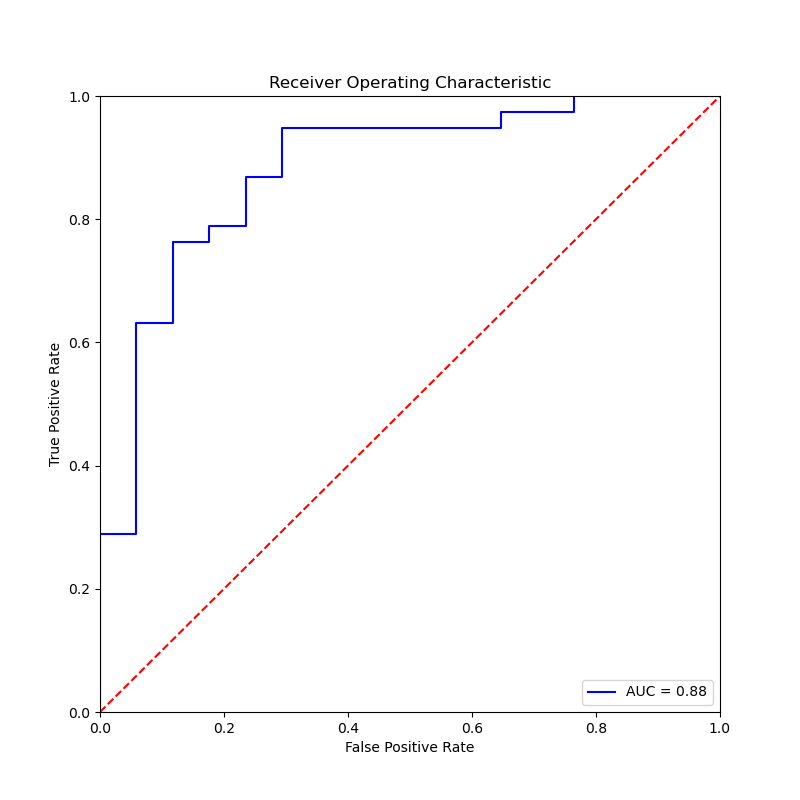 Receiver Operating Characteristic
True Positive Rate
1.0
0.8
0.6
0.4
0.2
0.0
0.0 0.2 0.4 0.6 0.8 1.0
False Positive Rate
AUC = 0.88